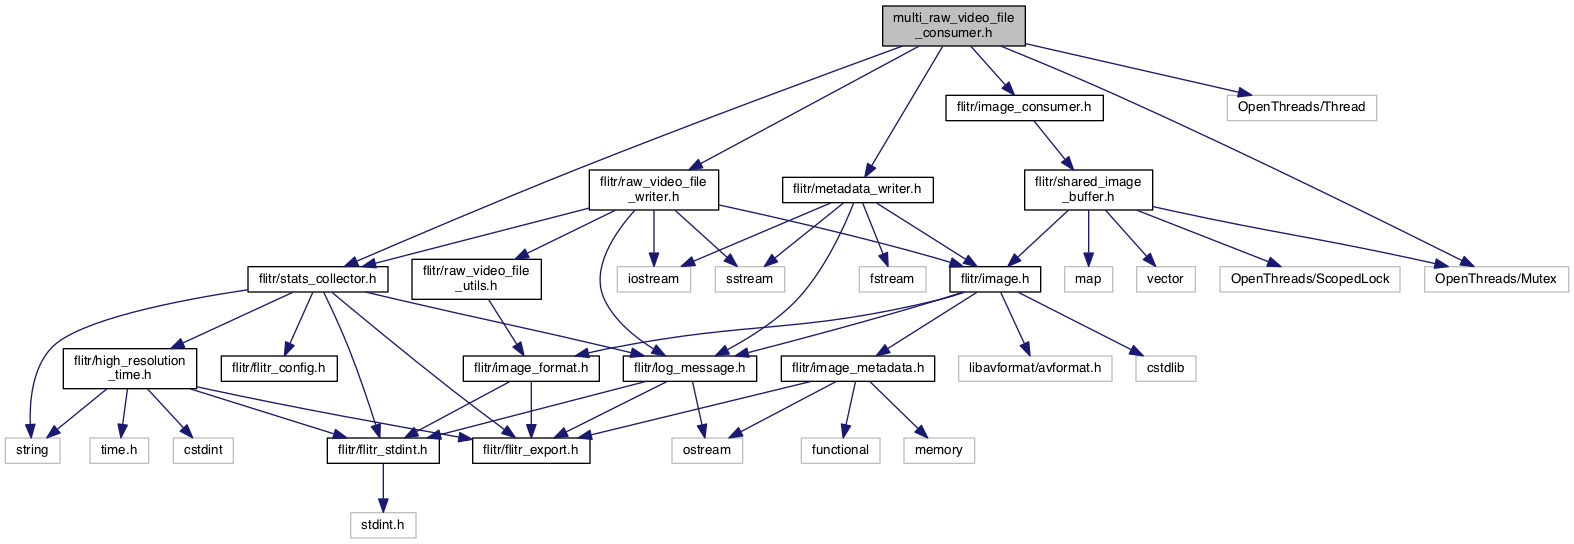 multi_raw_video_file
_consumer.h
flitr/image_consumer.h
OpenThreads/Thread
flitr/raw_video_file
_writer.h
flitr/metadata_writer.h
flitr/shared_image
_buffer.h
flitr/stats_collector.h
flitr/raw_video_file
_utils.h
iostream
sstream
fstream
flitr/image.h
map
vector
OpenThreads/ScopedLock
OpenThreads/Mutex
flitr/high_resolution
_time.h
flitr/flitr_config.h
flitr/image_format.h
flitr/log_message.h
flitr/image_metadata.h
libavformat/avformat.h
cstdlib
string
time.h
cstdint
flitr/flitr_stdint.h
flitr/flitr_export.h
ostream
functional
memory
stdint.h